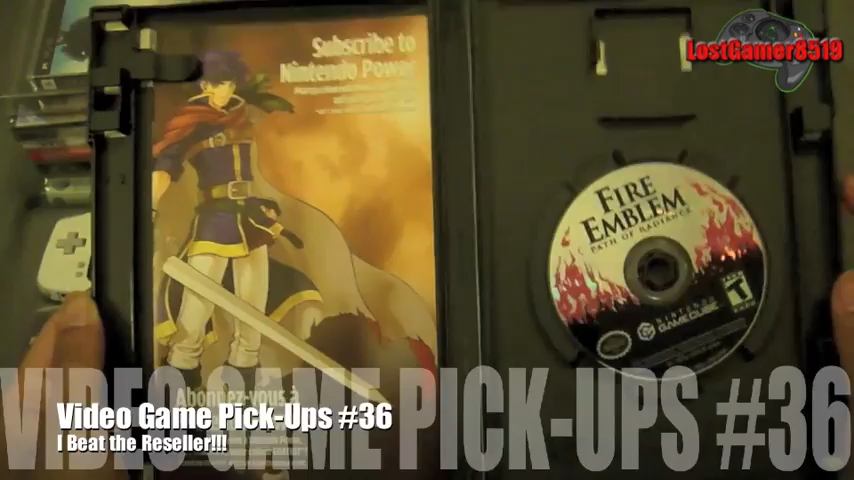 Subscribe to
Nintendo Power
LostGamer8519
FIRE
EMBLEM
PATH OF RADIANCE
NINTENDO
GAMECUBE
T
Abonnez-vous à
VIDEO GAME PICK-UPS #36
Video Game Pick-Ups #36
I Beat the Reseller!!!